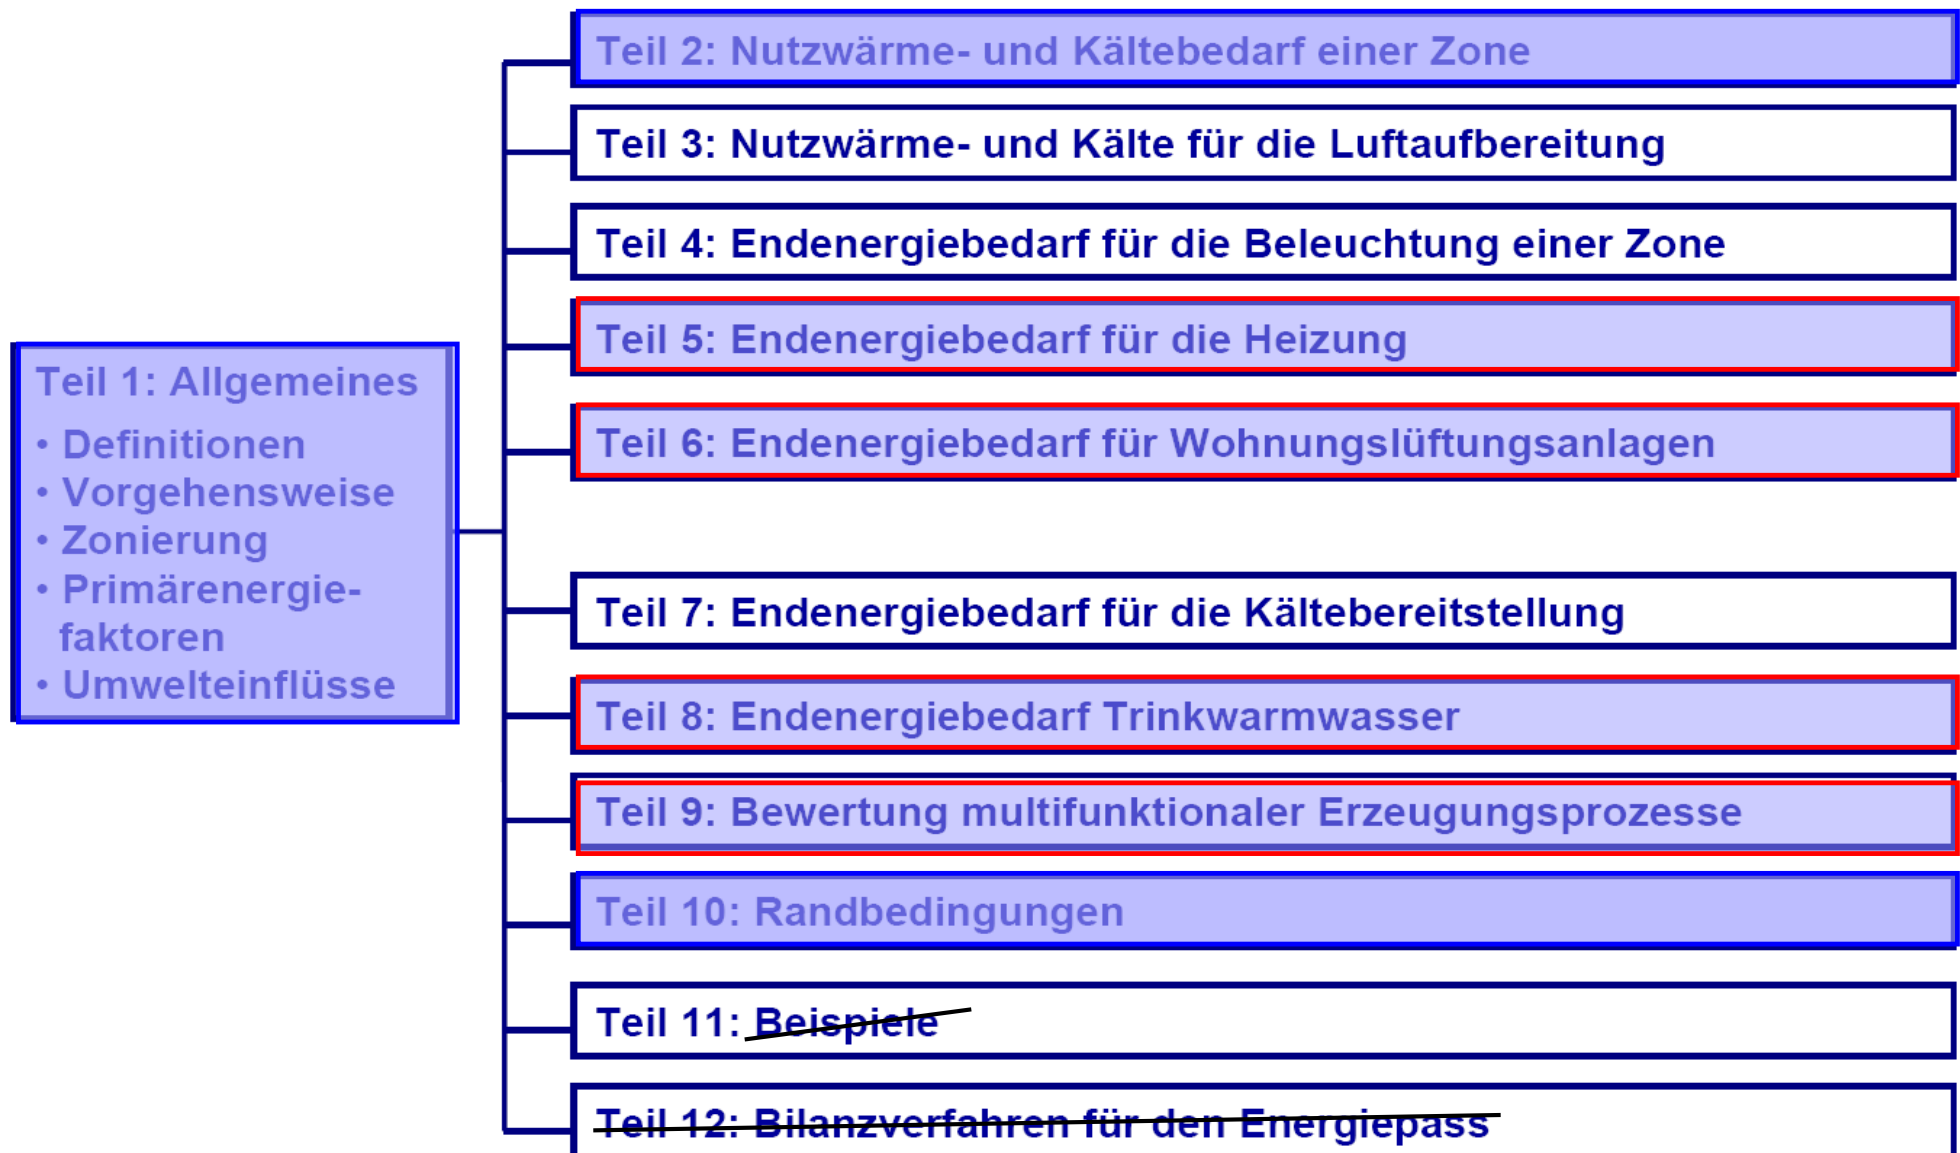 Teil 1: Allgemeines
• Definitionen
• Vorgehensweise
• Zonierung
• Primärenergie-
faktoren
• Umwelteinflüsse
Teil 2: Nutzwärme- und Kältebedarf einer Zone
Teil 3: Nutzwärme- und Kälte für die Luftaufbereitung
Teil 4: Endenergiebedarf für die Beleuchtung einer Zone
Teil 5: Endenergiebedarf für die Heizung
Teil 6: Endenergiebedarf für Wohnungslüftungsanlagen
Teil 7: Endenergiebedarf für die Kältebereitstellung
Teil 8: Endenergiebedarf Trinkwarmwasser
Teil 9: Bewertung multifunktionaler Erzeugungsprozesse
Teil 10: Randbedingungen
Teil 11: Beispiele
Teil 12: Bilanzverfahren für den Energiepass